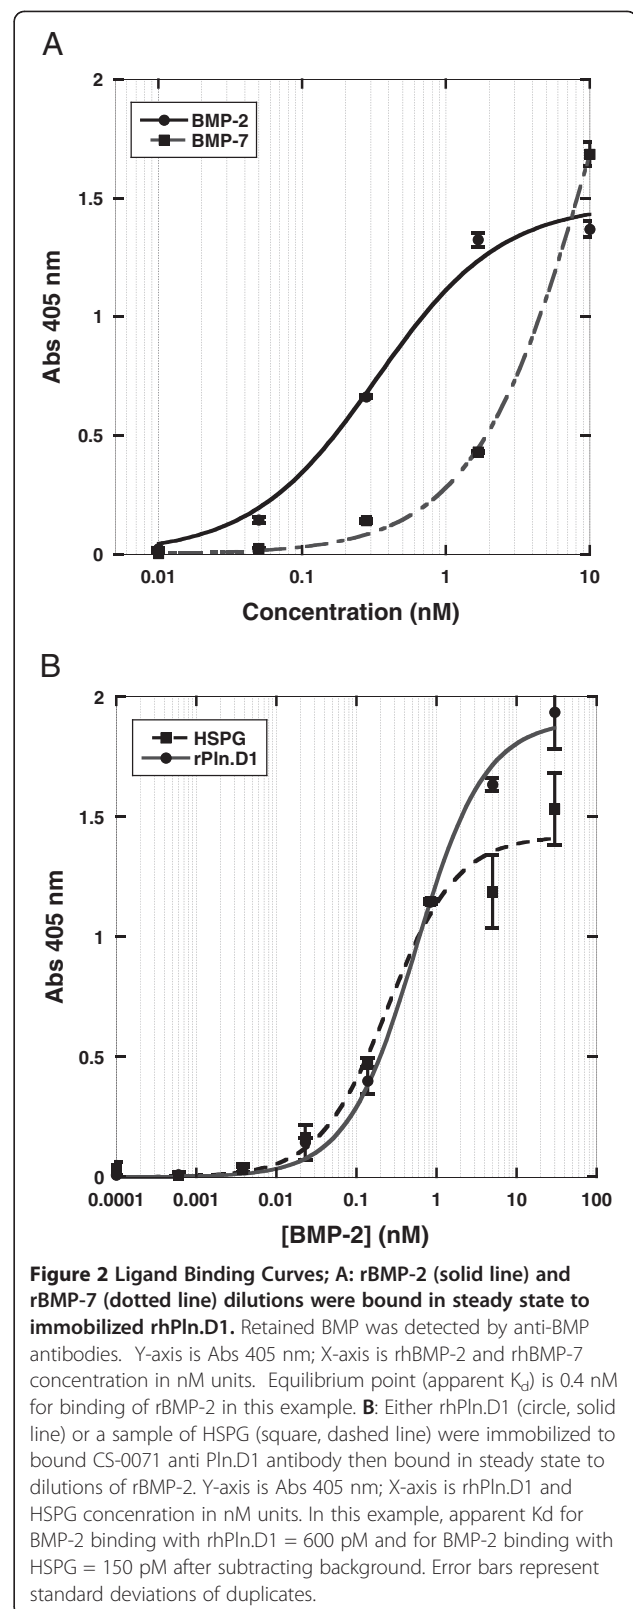 A
2
BMP-2
BMP-7
1.5
Abs 405 nm
1
0.5
0
0.01
0.1
1
10
Concentration (nM)
B
2
HSPG
rPln.D1
1.5
Abs 405 nm
1
0.5
0
0.0001
0.001
0.01
0.1
1
10
100
[BMP-2] (nM)
Figure 2 Ligand Binding Curves; A: rBMP-2 (solid line) and
rBMP-7 (dotted line) dilutions were bound in steady state to
immobilized rhPln.D1. Retained BMP was detected by anti-BMP
antibodies. Y-axis is Abs 405 nm; X-axis is rhBMP-2 and rhBMP-7
concentration in nM units. Equilibrium point (apparent Kd) is 0.4 nM
for binding of rBMP-2 in this example. B: Either rhPln.D1 (circle, solid
line) or a sample of HSPG (square, dashed line) were immobilized to
bound CS-0071 anti Pln.D1 antibody then bound in steady state to
dilutions of rBMP-2. Y-axis is Abs 405 nm; X-axis is rhPln.D1 and
HSPG concenration in nM units. In this example, apparent Kd for
BMP-2 binding with rhPln.D1 = 600 pM and for BMP-2 binding with
HSPG = 150 pM after subtracting background. Error bars represent
standard deviations of duplicates.